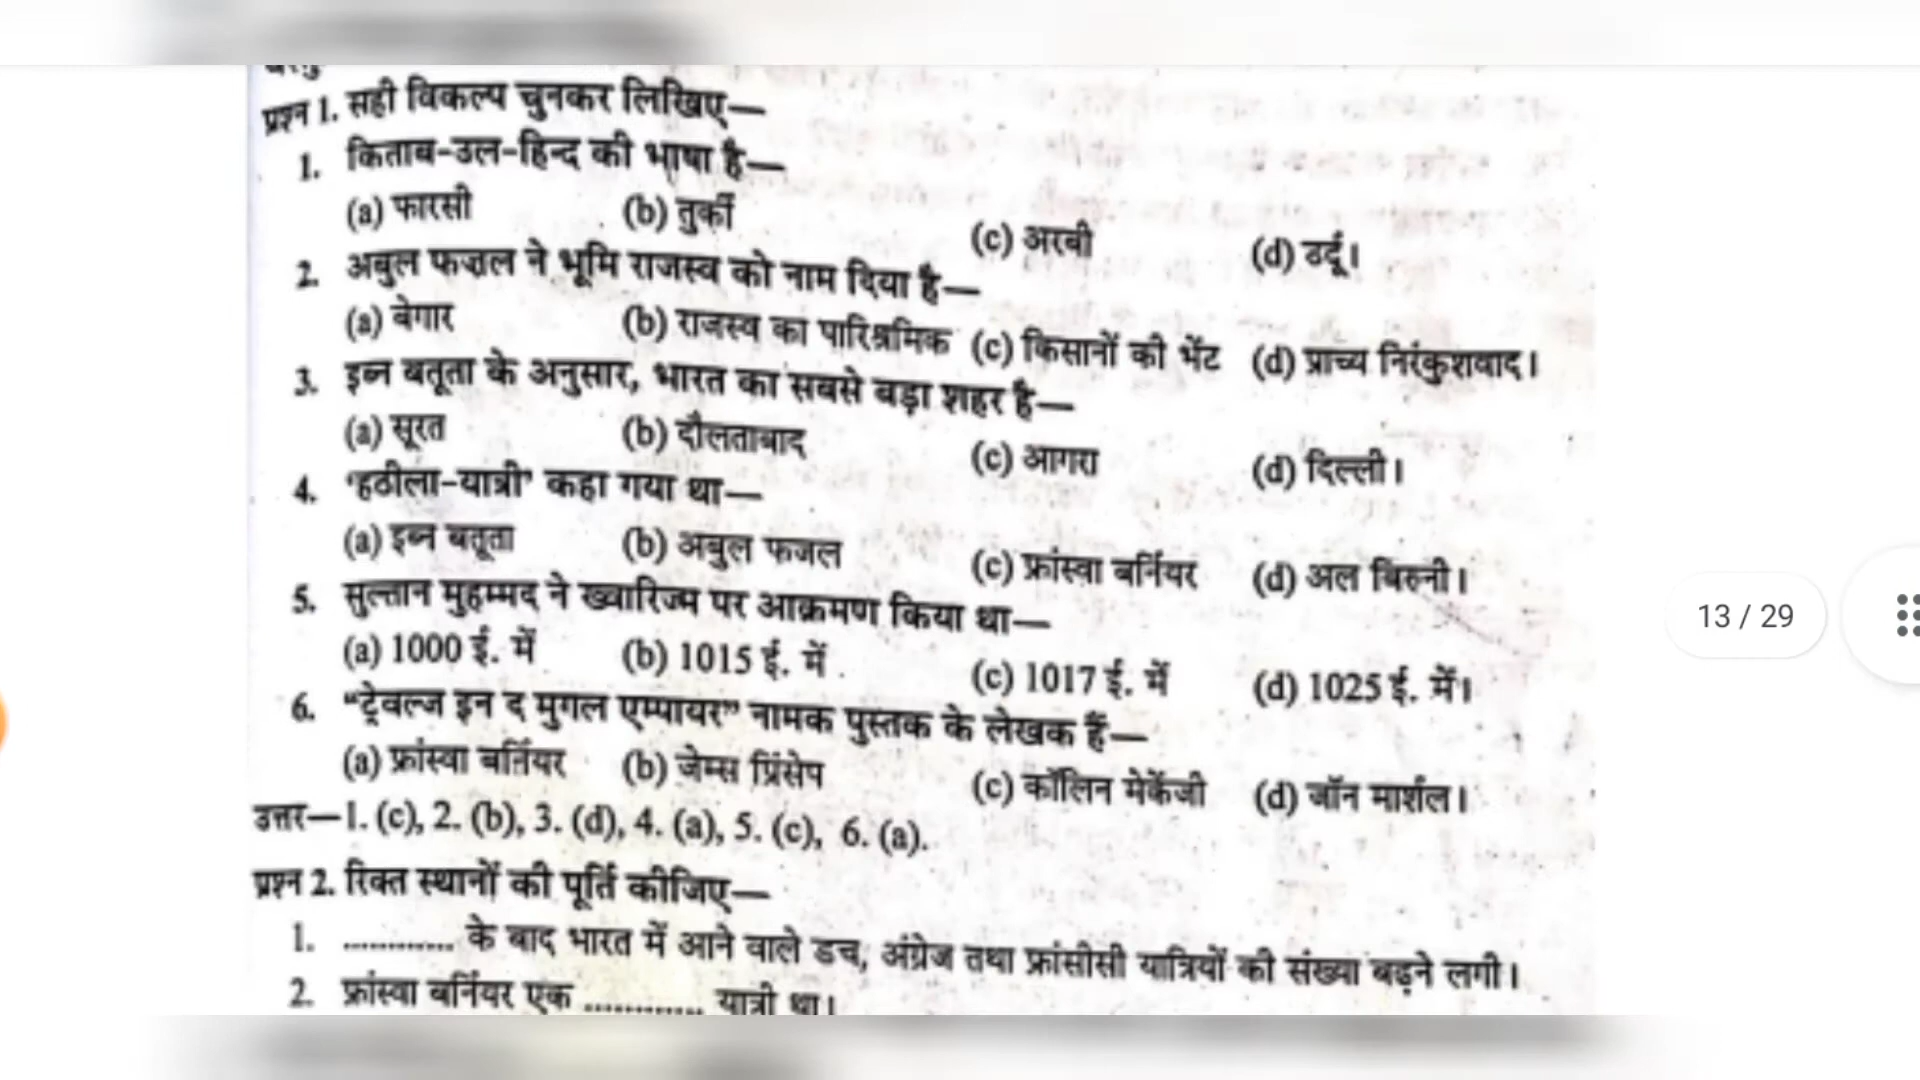 प्रश्न 1. सही विकल्प चुनकर लिखिए—
1. किताब-उल-हिन्द की भाषा है—
(a) फारसी (b) तुर्की (c) अरबी (d) उर्दू।
2. अबुल फज़ल ने भूमि राजस्व को नाम दिया है—
(a) बेगार (b) राजस्व का पारिश्रमिक (c) किसानों की भेंट (d) प्राच्य निरंकुशवाद।
3. इब्न बतूता के अनुसार, भारत का सबसे बड़ा शहर है—
(a) सूरत (b) दौलताबाद (c) आगरा (d) दिल्ली।
4. 'हठीला-यात्री' कहा गया था—
(a) इब्न बतूता (b) अबुल फजल (c) फ्रांस्वा बर्नियर (d) अल बिरुनी।
5. सुल्तान मुहम्मद ने ख्वारिज्म पर आक्रमण किया था—
(a) 1000 ई. में (b) 1015 ई. में (c) 1017 ई. में (d) 1025 ई. में।
13 / 29
6. “ट्रेवल्ज इन द मुगल एम्पायर” नामक पुस्तक के लेखक हैं—
(a) फ्रांस्वा बर्नियर (b) जेम्स प्रिंसेप (c) कॉलिन मेकेंजी (d) जॉन मार्शल।
उत्तर—1. (c), 2. (b), 3. (d), 4. (a), 5. (c), 6. (a).
प्रश्न 2. रिक्त स्थानों की पूर्ति कीजिए—
1. ............. के बाद भारत में आने वाले डच, अंग्रेज तथा फ्रांसीसी यात्रियों की संख्या बढ़ने लगी।
2. फ्रांस्वा बर्नियर एक ............. यात्री था।